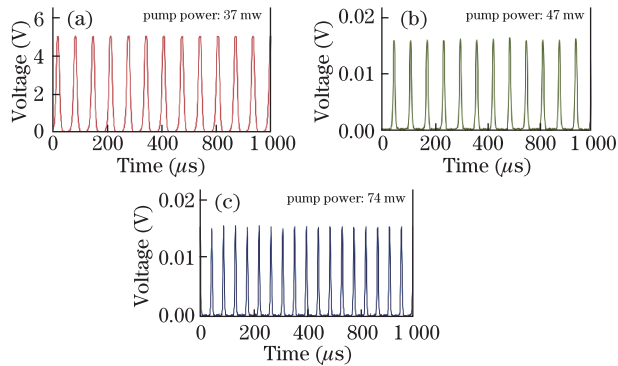 (a)
pump power: 37 mw
Voltage (V)
6
4
2
0
0 200 400 600 800 1 000
Time (μs)
(b)
pump power: 47 mw
Voltage (V)
0.02
0.01
0.00
0 200 400 600 800 1 000
Time (μs)
(c)
pump power: 74 mw
Voltage (V)
0.02
0.01
0.00
0 200 400 600 800 1 000
Time (μs)